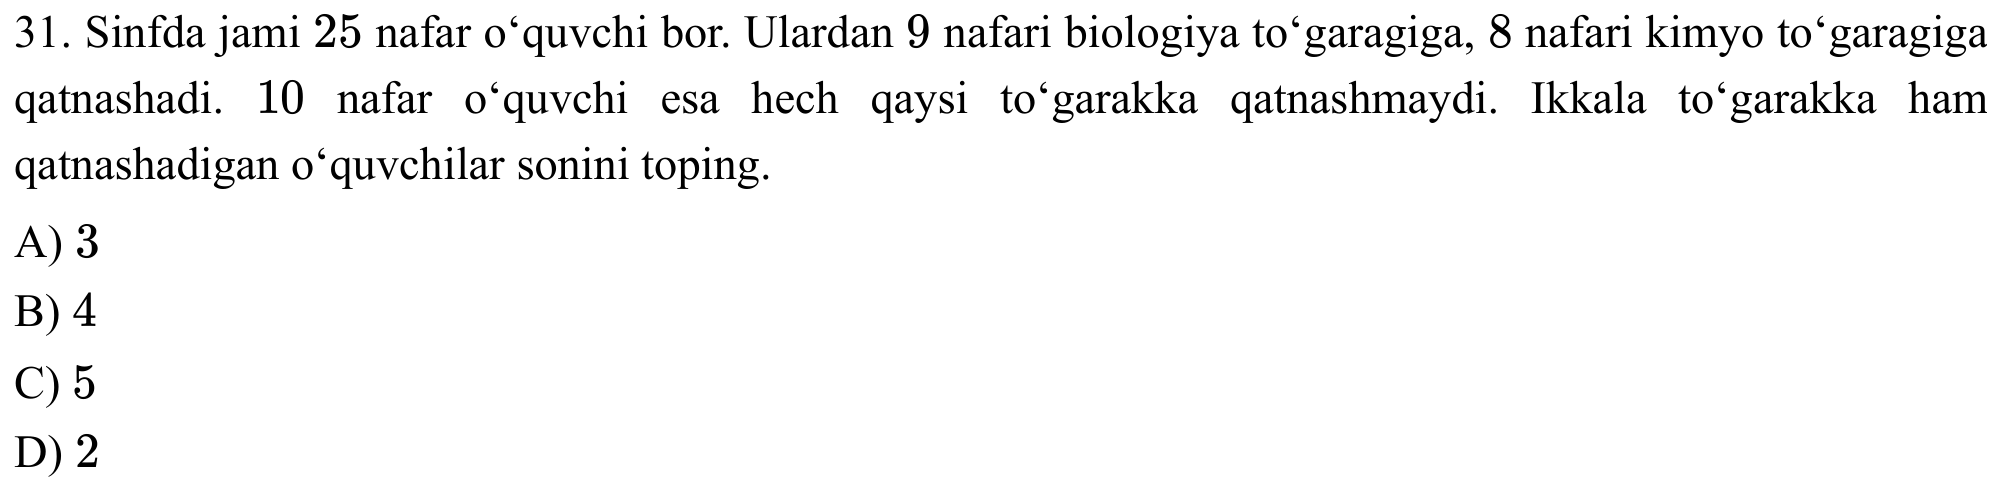 31. Sinfda jami 25 nafar o‘quvchi bor. Ulardan 9 nafari biologiya to‘garagiga, 8 nafari kimyo to‘garagiga
qatnashadi. 10 nafar o‘quvchi esa hech qaysi to‘garakka qatnashmaydi. Ikkala to‘garakka ham
qatnashadigan o‘quvchilar sonini toping.
A) 3
B) 4
C) 5
D) 2